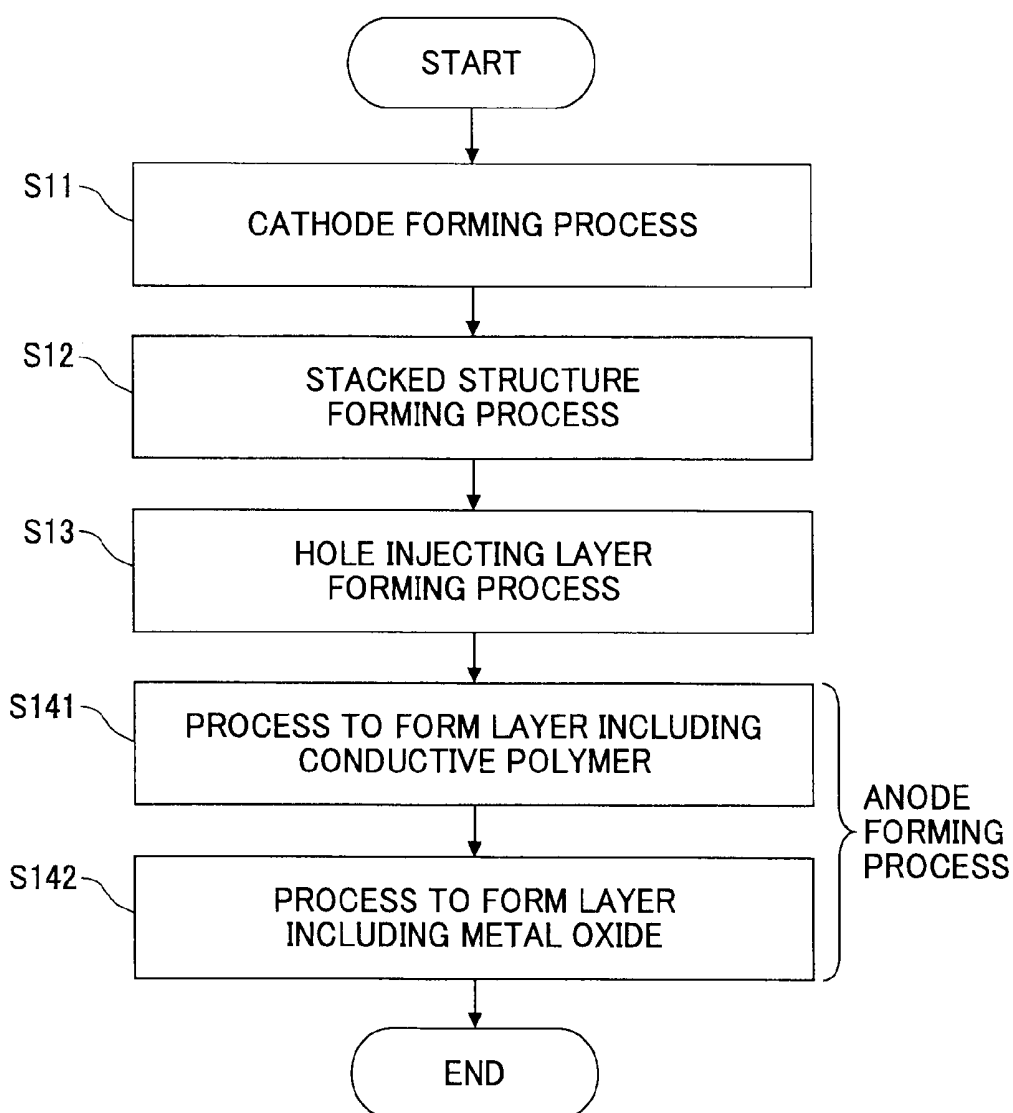 START
S11
CATHODE FORMING PROCESS
S12
STACKED STRUCTURE
FORMING PROCESS
S13
HOLE INJECTING LAYER
FORMING PROCESS
S141
PROCESS TO FORM LAYER INCLUDING
CONDUCTIVE POLYMER
ANODE
FORMING
PROCESS
S142
PROCESS TO FORM LAYER
INCLUDING METAL OXIDE
END